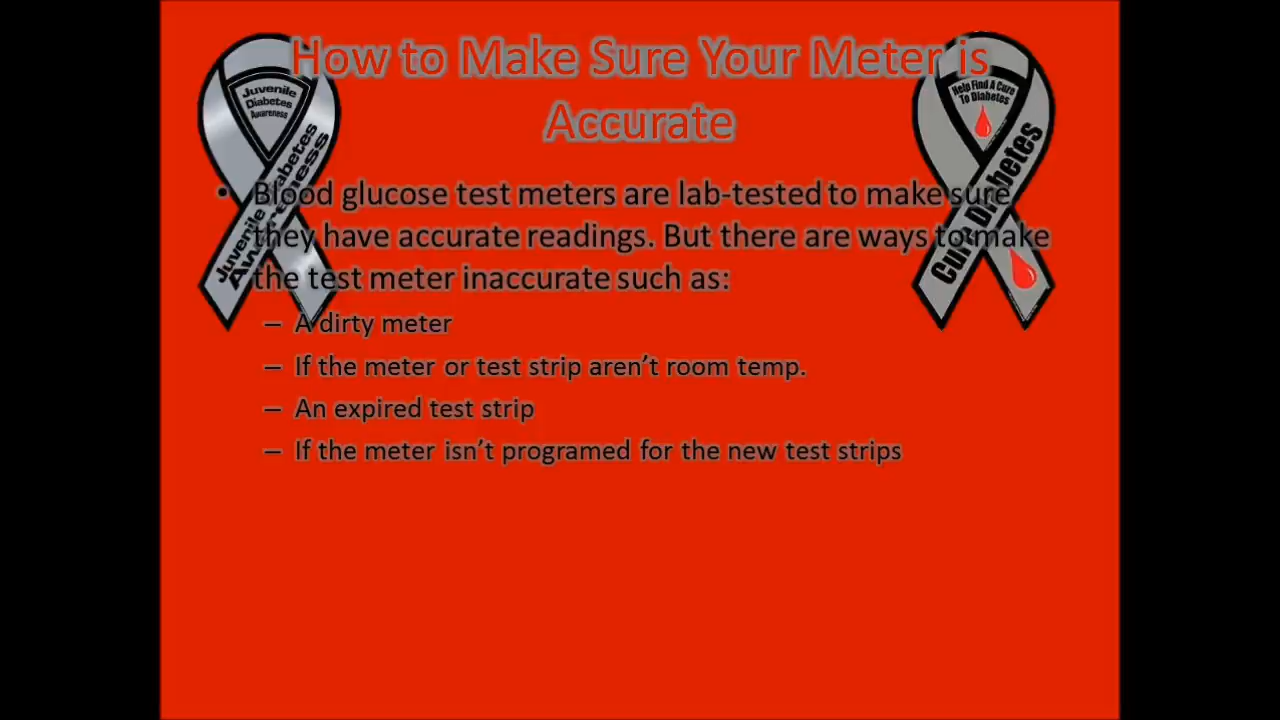 How to Make Sure Your Meter is
Accurate
Juvenile
Diabetes
Awareness
Juvenile Diabetes
Awareness
Help Find A Cure
To Diabetes
Cure Diabetes
• Blood glucose test meters are lab-tested to make sure
they have accurate readings. But there are ways to make
the test meter inaccurate such as:
– A dirty meter
– If the meter or test strip aren’t room temp.
– An expired test strip
– If the meter isn’t programed for the new test strips